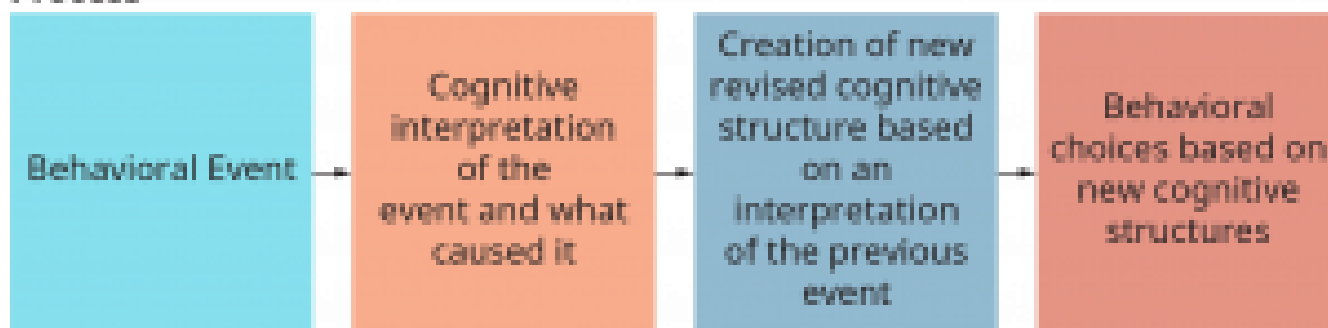 Behavioral Event
Cognitive
interpretation
of the
event and what
caused it
Creation of new
revised cognitive
structure based
on an
interpretation
of the previous
event
Behavioral
choices based on
new cognitive
structures